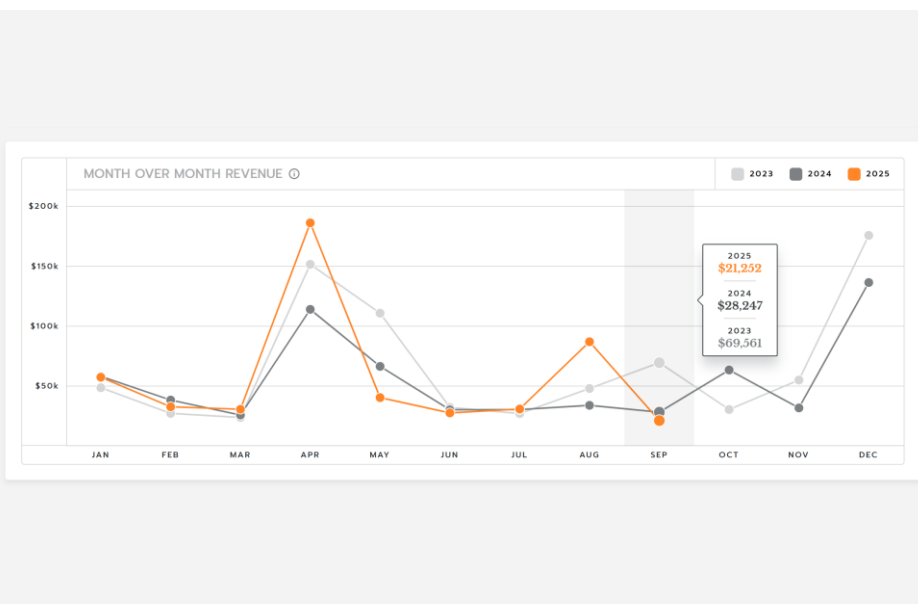 MONTH OVER MONTH REVENUE
2023 2024 2025
$200k
$150k
$100k
$50k
2025
$21,252
2024
$28,247
2023
$69,561
JAN FEB MAR APR MAY JUN JUL AUG SEP OCT NOV DEC